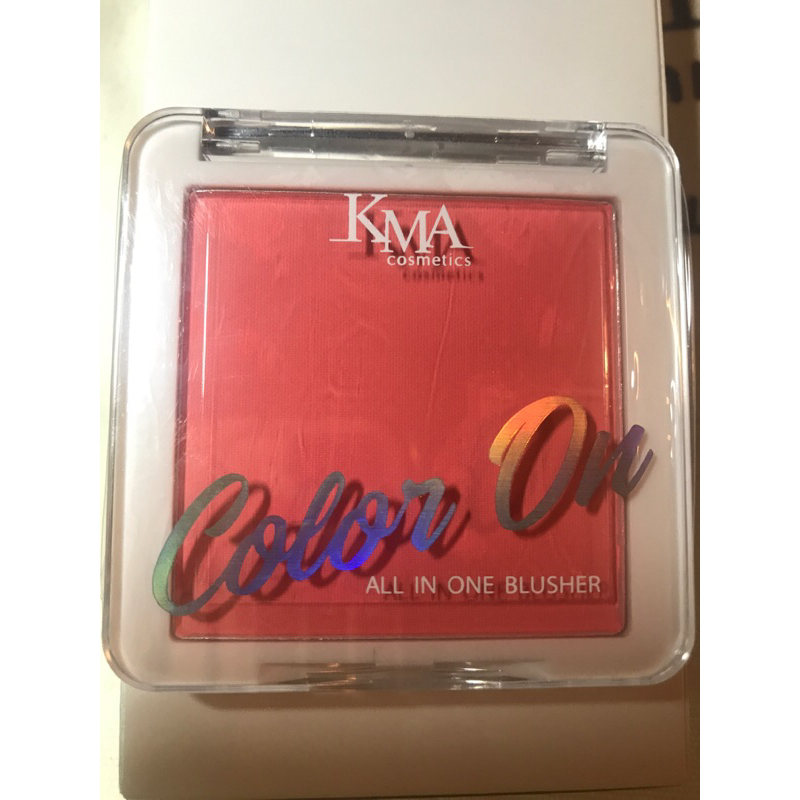 KMA
cosmetics
Color On
ALL IN ONE BLUSHER